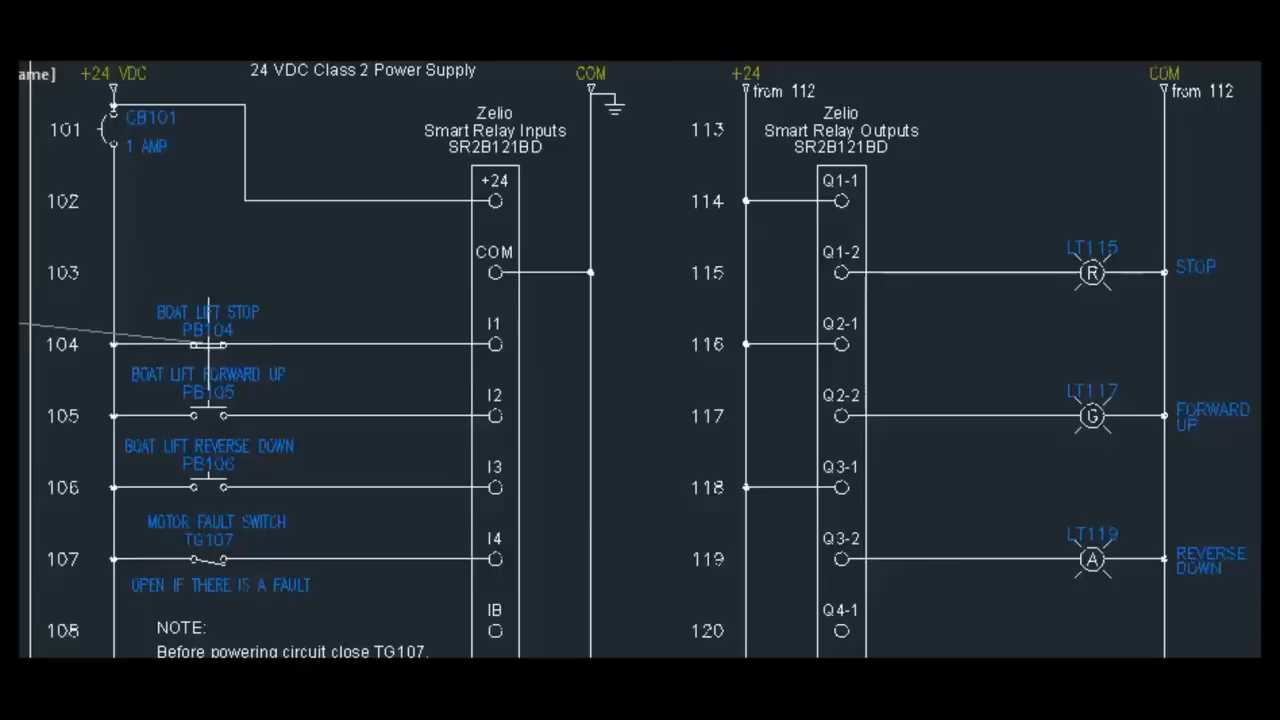 ame]
+24 VDC
24 VDC Class 2 Power Supply
COM
101
CB101
1 AMP
Zelio
Smart Relay Inputs
SR2B121BD
102
+24
103
COM
BOAT LIFT STOP
PB104
104
I1
BOAT LIFT FORWARD UP
PB105
105
I2
BOAT LIFT REVERSE DOWN
PB106
106
I3
MOTOR FAULT SWITCH
TG107
107
I4
OPEN IF THERE IS A FAULT
108
IB
NOTE:
Before powering circuit close TG107.
+24
from 112
COM
from 112
113
Zelio
Smart Relay Outputs
SR2B121BD
114
Q1-1
115
Q1-2
LT115
R
STOP
116
Q2-1
117
Q2-2
LT117
G
FORWARD
UP
118
Q3-1
119
Q3-2
LT119
A
REVERSE
DOWN
120
Q4-1